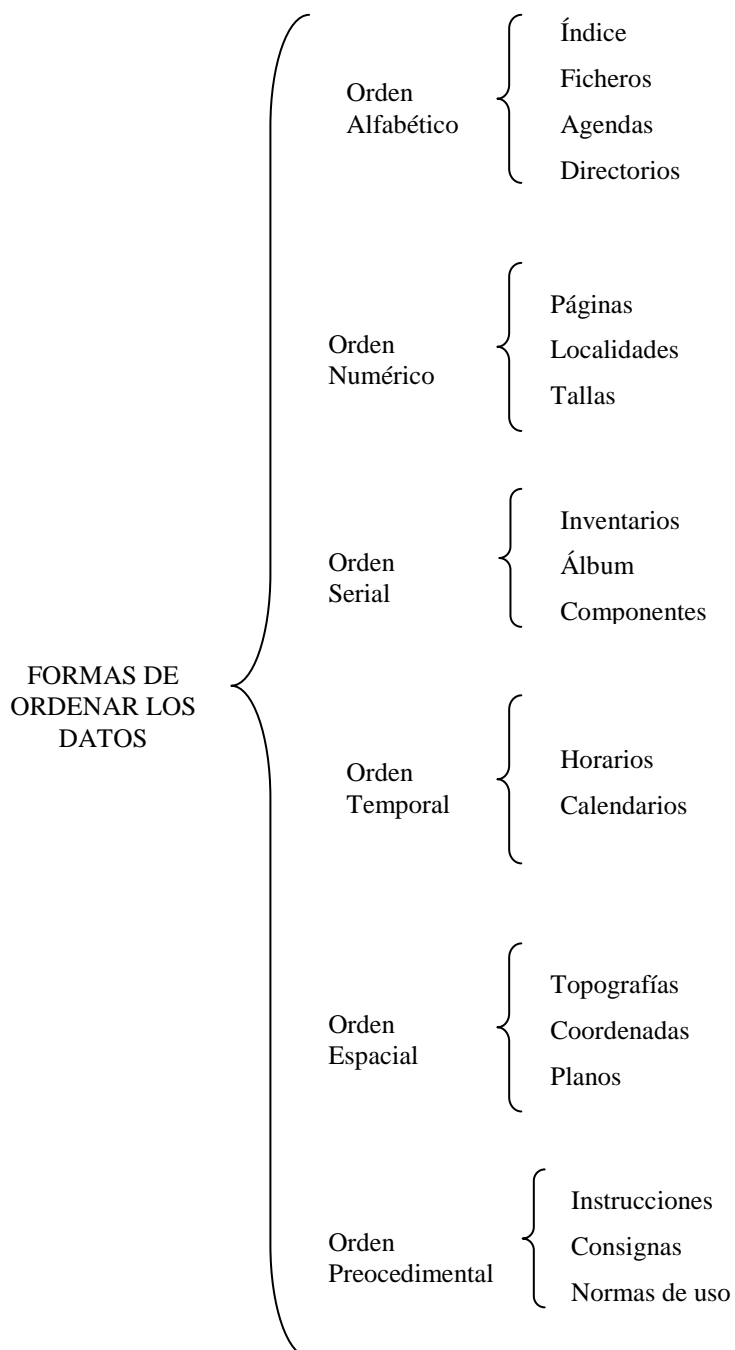 FORMAS DE
ORDENAR LOS
DATOS
Orden
Alfabético
Índice
Ficheros
Agendas
Directorios
Orden
Numérico
Páginas
Localidades
Tallas
Orden
Serial
Inventarios
Álbum
Componentes
Orden
Temporal
Horarios
Calendarios
Orden
Espacial
Topografías
Coordenadas
Planos
Orden
Preocedimental
Instrucciones
Consignas
Normas de uso